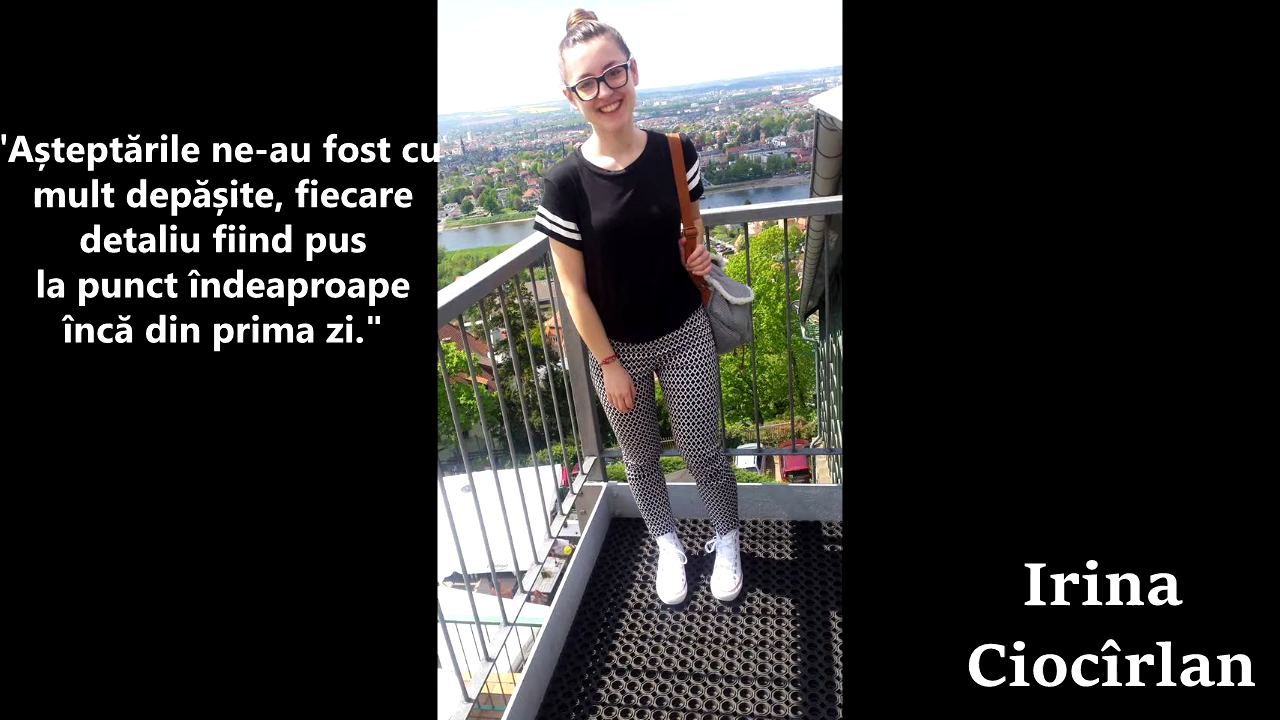 "Așteptările ne-au fost cu
mult depășite, fiecare
detaliu fiind pus
la punct îndeaproape
încă din prima zi."
Irina
Ciocîrlan